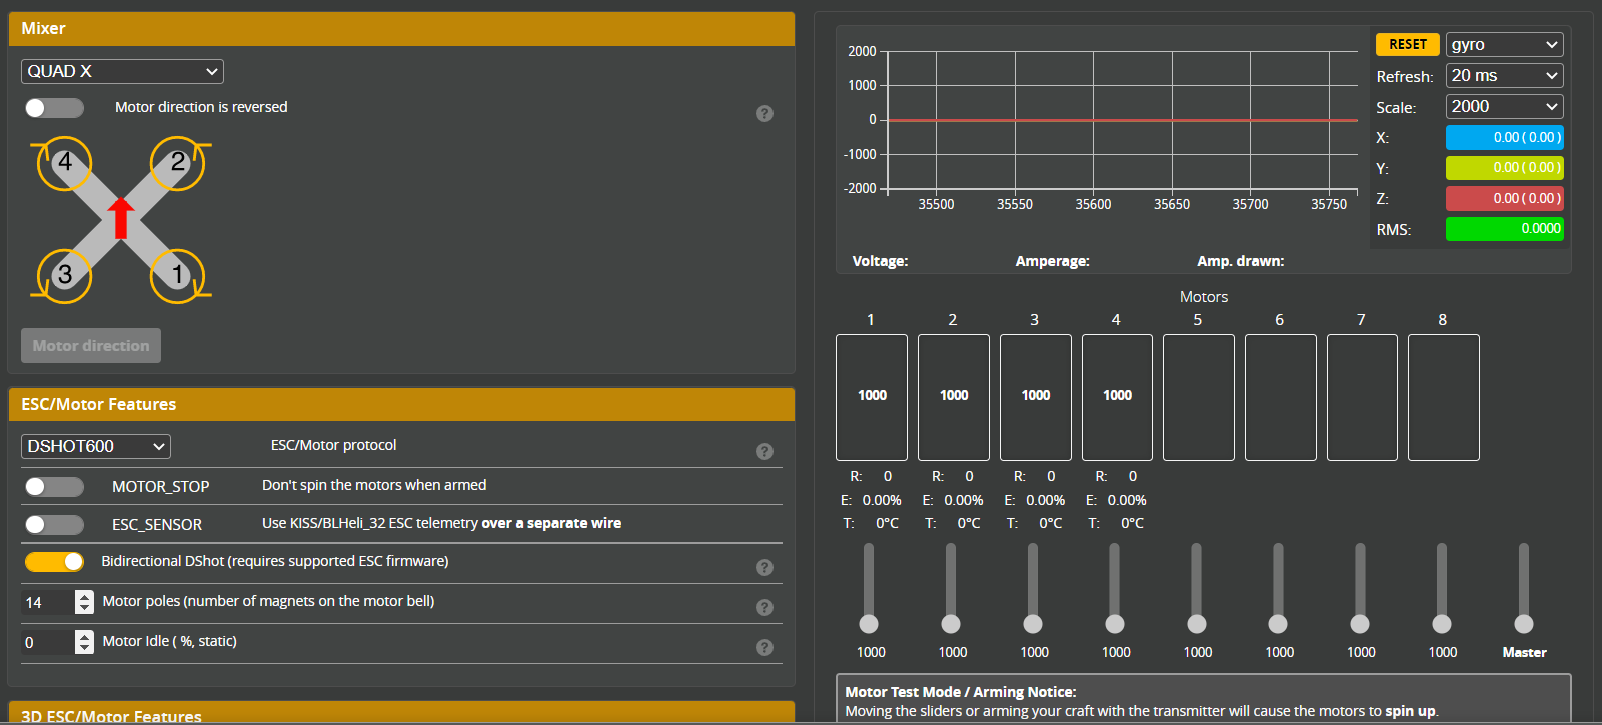 Mixer
QUAD X
Motor direction is reversed
?
4
2
3
1
Motor direction
ESC/Motor Features
DSHOT600
ESC/Motor protocol
?
MOTOR_STOP
Don't spin the motors when armed
ESC_SENSOR
Use KISS/BLHeli_32 ESC telemetry over a separate wire
Bidirectional DShot (requires supported ESC firmware)
?
14
Motor poles (number of magnets on the motor bell)
?
0
Motor Idle ( %, static)
?
3D ESC/Motor Features
2000
1000
0
-1000
-2000
35500 35550 35600 35650 35700 35750
RESET
gyro
Refresh: 20 ms
Scale: 2000
X: 0.00 ( 0.00 )
Y: 0.00 ( 0.00 )
Z: 0.00 ( 0.00 )
RMS: 0.0000
Voltage: Amperage: Amp. drawn:
Motors
1 2 3 4 5 6 7 8
1000 1000 1000 1000
R: 0 R: 0 R: 0 R: 0
E: 0.00% E: 0.00% E: 0.00% E: 0.00%
T: 0°C T: 0°C T: 0°C T: 0°C
1000 1000 1000 1000 1000 1000 1000 1000 Master
Motor Test Mode / Arming Notice:
Moving the sliders or arming your craft with the transmitter will cause the motors to spin up.